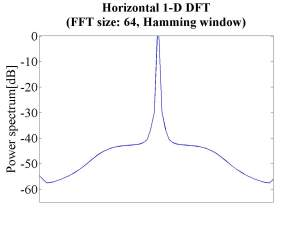 Horizontal 1-D DFT
(FFT size: 64, Hamming window)
0
-10
-20
-30
-40
-50
-60
Power spectrum[dB]